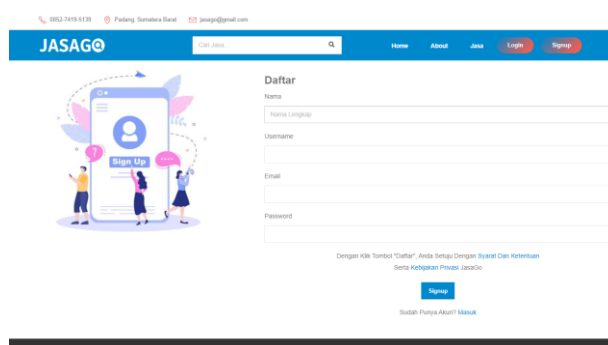 0852-7419-5139 Padang, Sumatera Barat jasago@gmail.com
JASAGO Cari Jasa.. Home About Jasa Login Signup
Daftar
Nama
Nama Lengkap
Username
Email
Password
Sign Up
Dengan Klik Tombol "Daftar", Anda Setuju Dengan Syarat Dan Ketentuan
Serta Kebijakan Privasi JasaGo
Signup
Sudah Punya Akun? Masuk